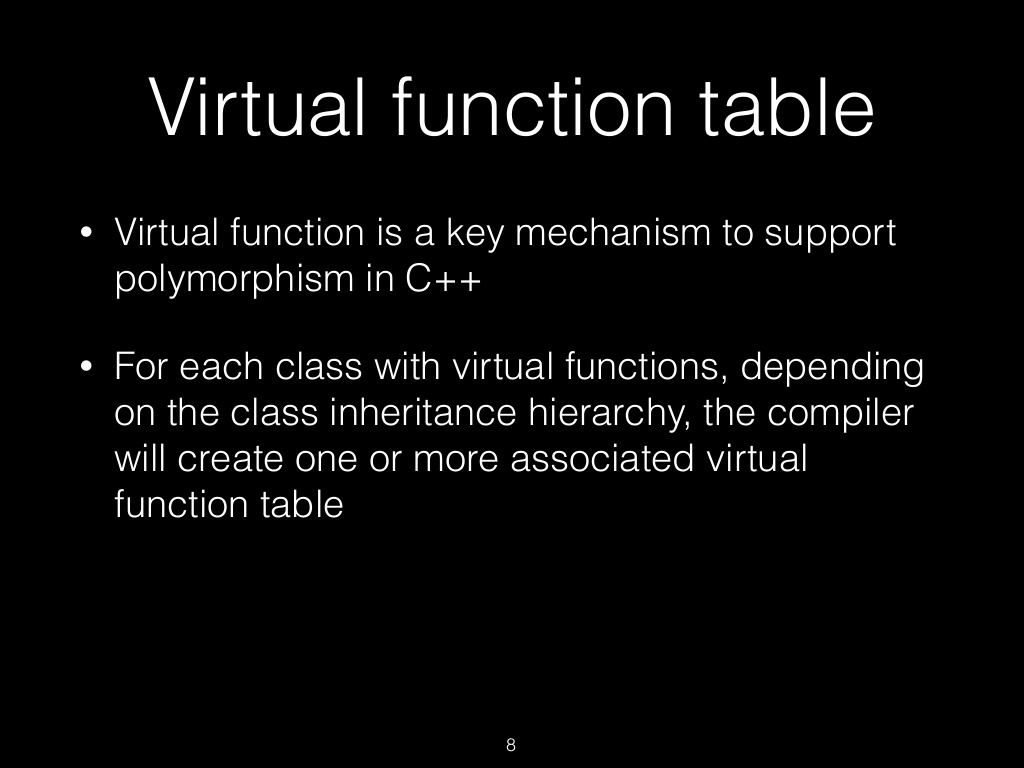 Virtual function table
• Virtual function is a key mechanism to support
polymorphism in C++
• For each class with virtual functions, depending
on the class inheritance hierarchy, the compiler
will create one or more associated virtual
function table
8